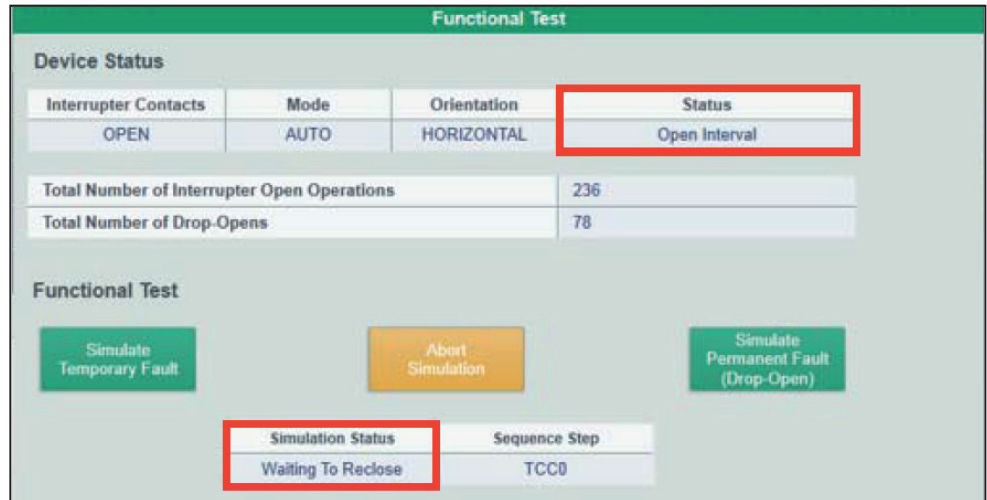 Functional Test
Device Status
Interrupter Contacts Mode Orientation Status
OPEN AUTO HORIZONTAL Open Interval
Total Number of Interrupter Open Operations 236
Total Number of Drop-Opens 78
Functional Test
Simulate
Temporary Fault
Abort
Simulation
Simulate
Permanent Fault
(Drop-Open)
Simulation Status Sequence Step
Waiting To Reclose TCC0